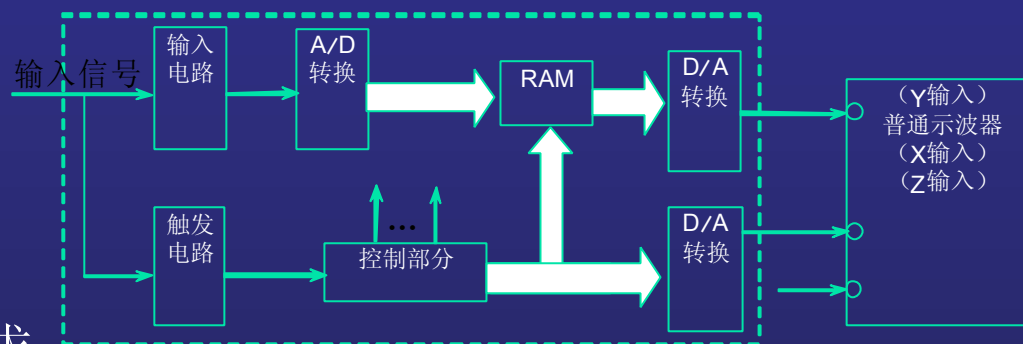 输入信号
输入
电路
A/D
转换
RAM
D/A
转换
(Y输入)
普通示波器
(X输入)
(Z输入)
触发
电路
...
控制部分
D/A
转换